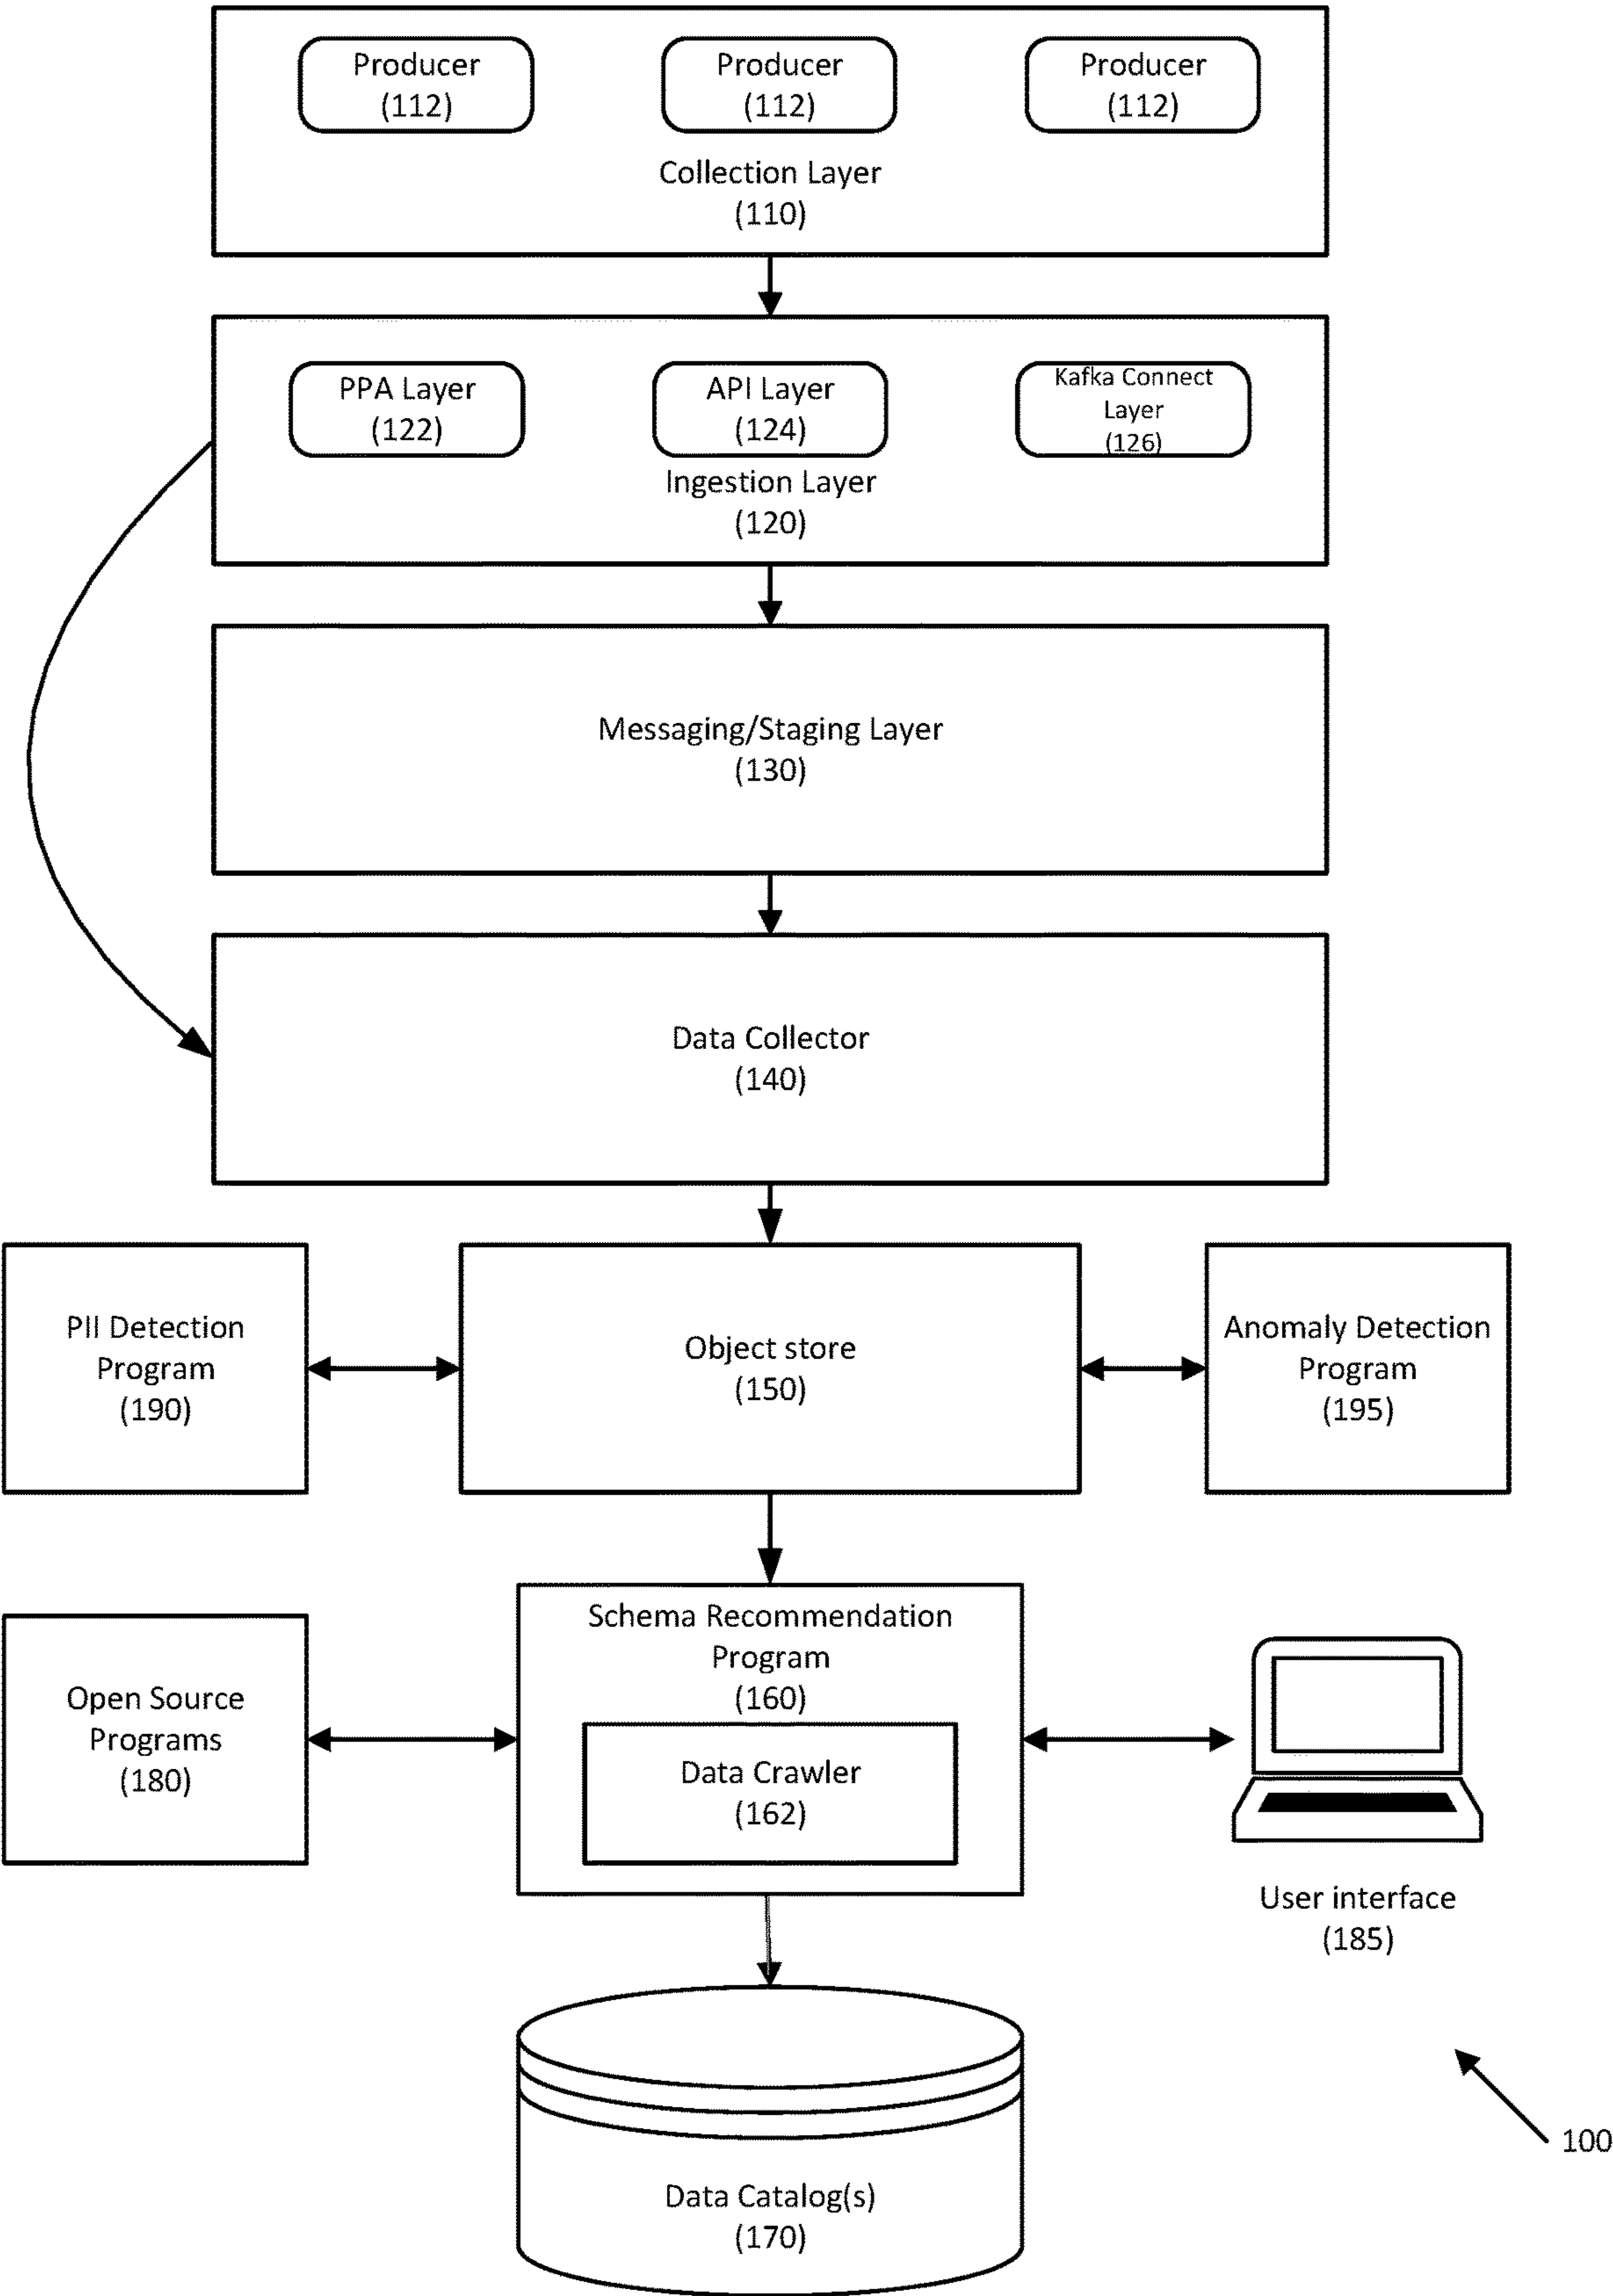 Producer
(112)
Producer
(112)
Producer
(112)
Collection Layer
(110)
PPA Layer
(122)
API Layer
(124)
Kafka Connect
Layer
(126)
Ingestion Layer
(120)
Messaging/Staging Layer
(130)
Data Collector
(140)
PII Detection
Program
(190)
Object store
(150)
Anomaly Detection
Program
(195)
Schema Recommendation
Program
(160)
Open Source
Programs
(180)
Data Crawler
(162)
User interface
(185)
100
Data Catalog(s)
(170)